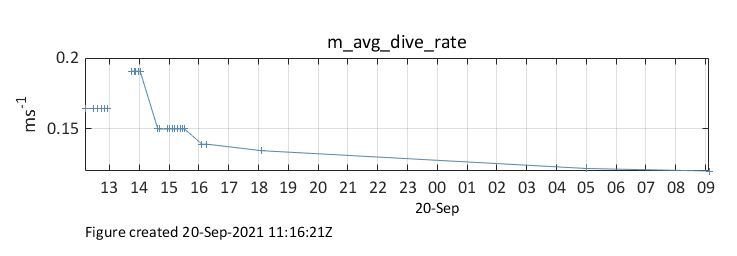 m_avg_dive_rate
ms-1
0.2
0.15
13 14 15 16 17 18 19 20 21 22 23 00 01 02 03 04 05 06 07 08 09
20-Sep
Figure created 20-Sep-2021 11:16:21Z